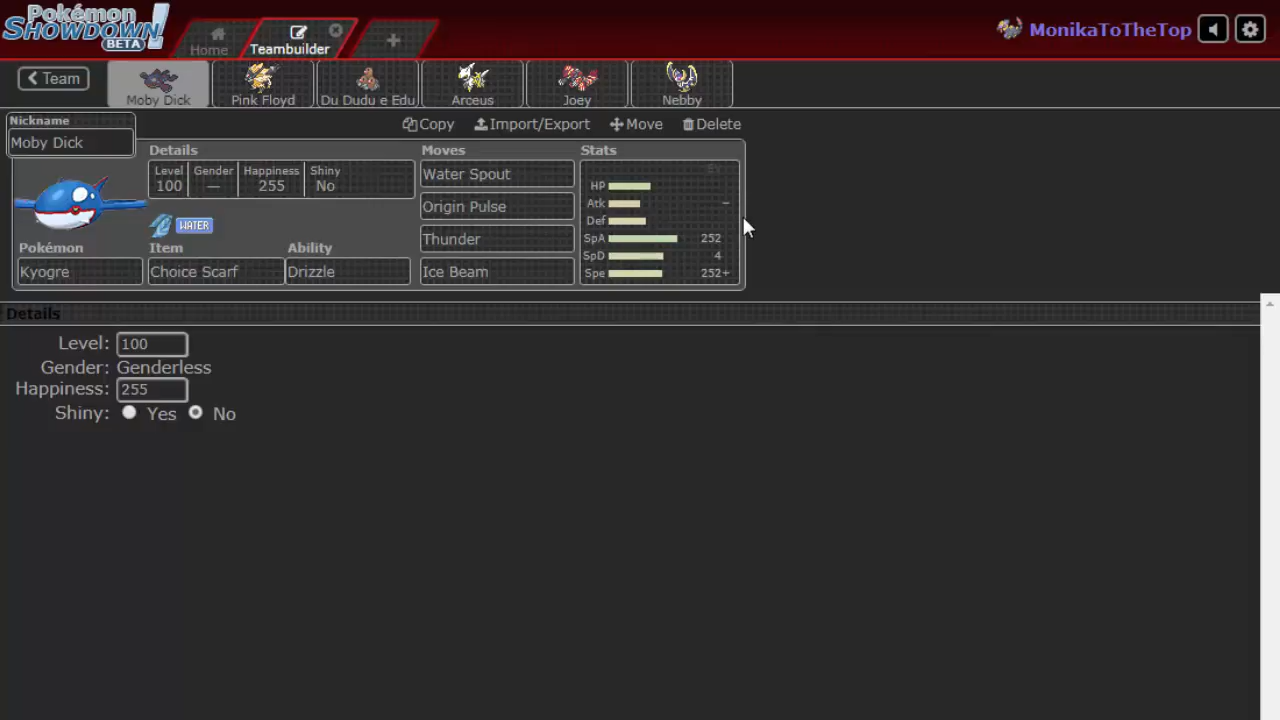 Pokémon
SHOWDOWN!
BETA
Home
Teambuilder
MonikaToTheTop
Team
Moby Dick
Pink Floyd
Du Dudu e Edu
Arceus
Joey
Nebby
Nickname
Moby Dick
Copy
Import/Export
Move
Delete
Details
Level
Gender
Happiness
Shiny
100
—
255
No
WATER
Pokémon
Item
Ability
Kyogre
Choice Scarf
Drizzle
Moves
Water Spout
Origin Pulse
Thunder
Ice Beam
Stats
EV
HP
Atk −
Def
SpA 252
SpD 4
Spe 252+
Details
Level: 100
Gender: Genderless
Happiness: 255
Shiny: Yes No